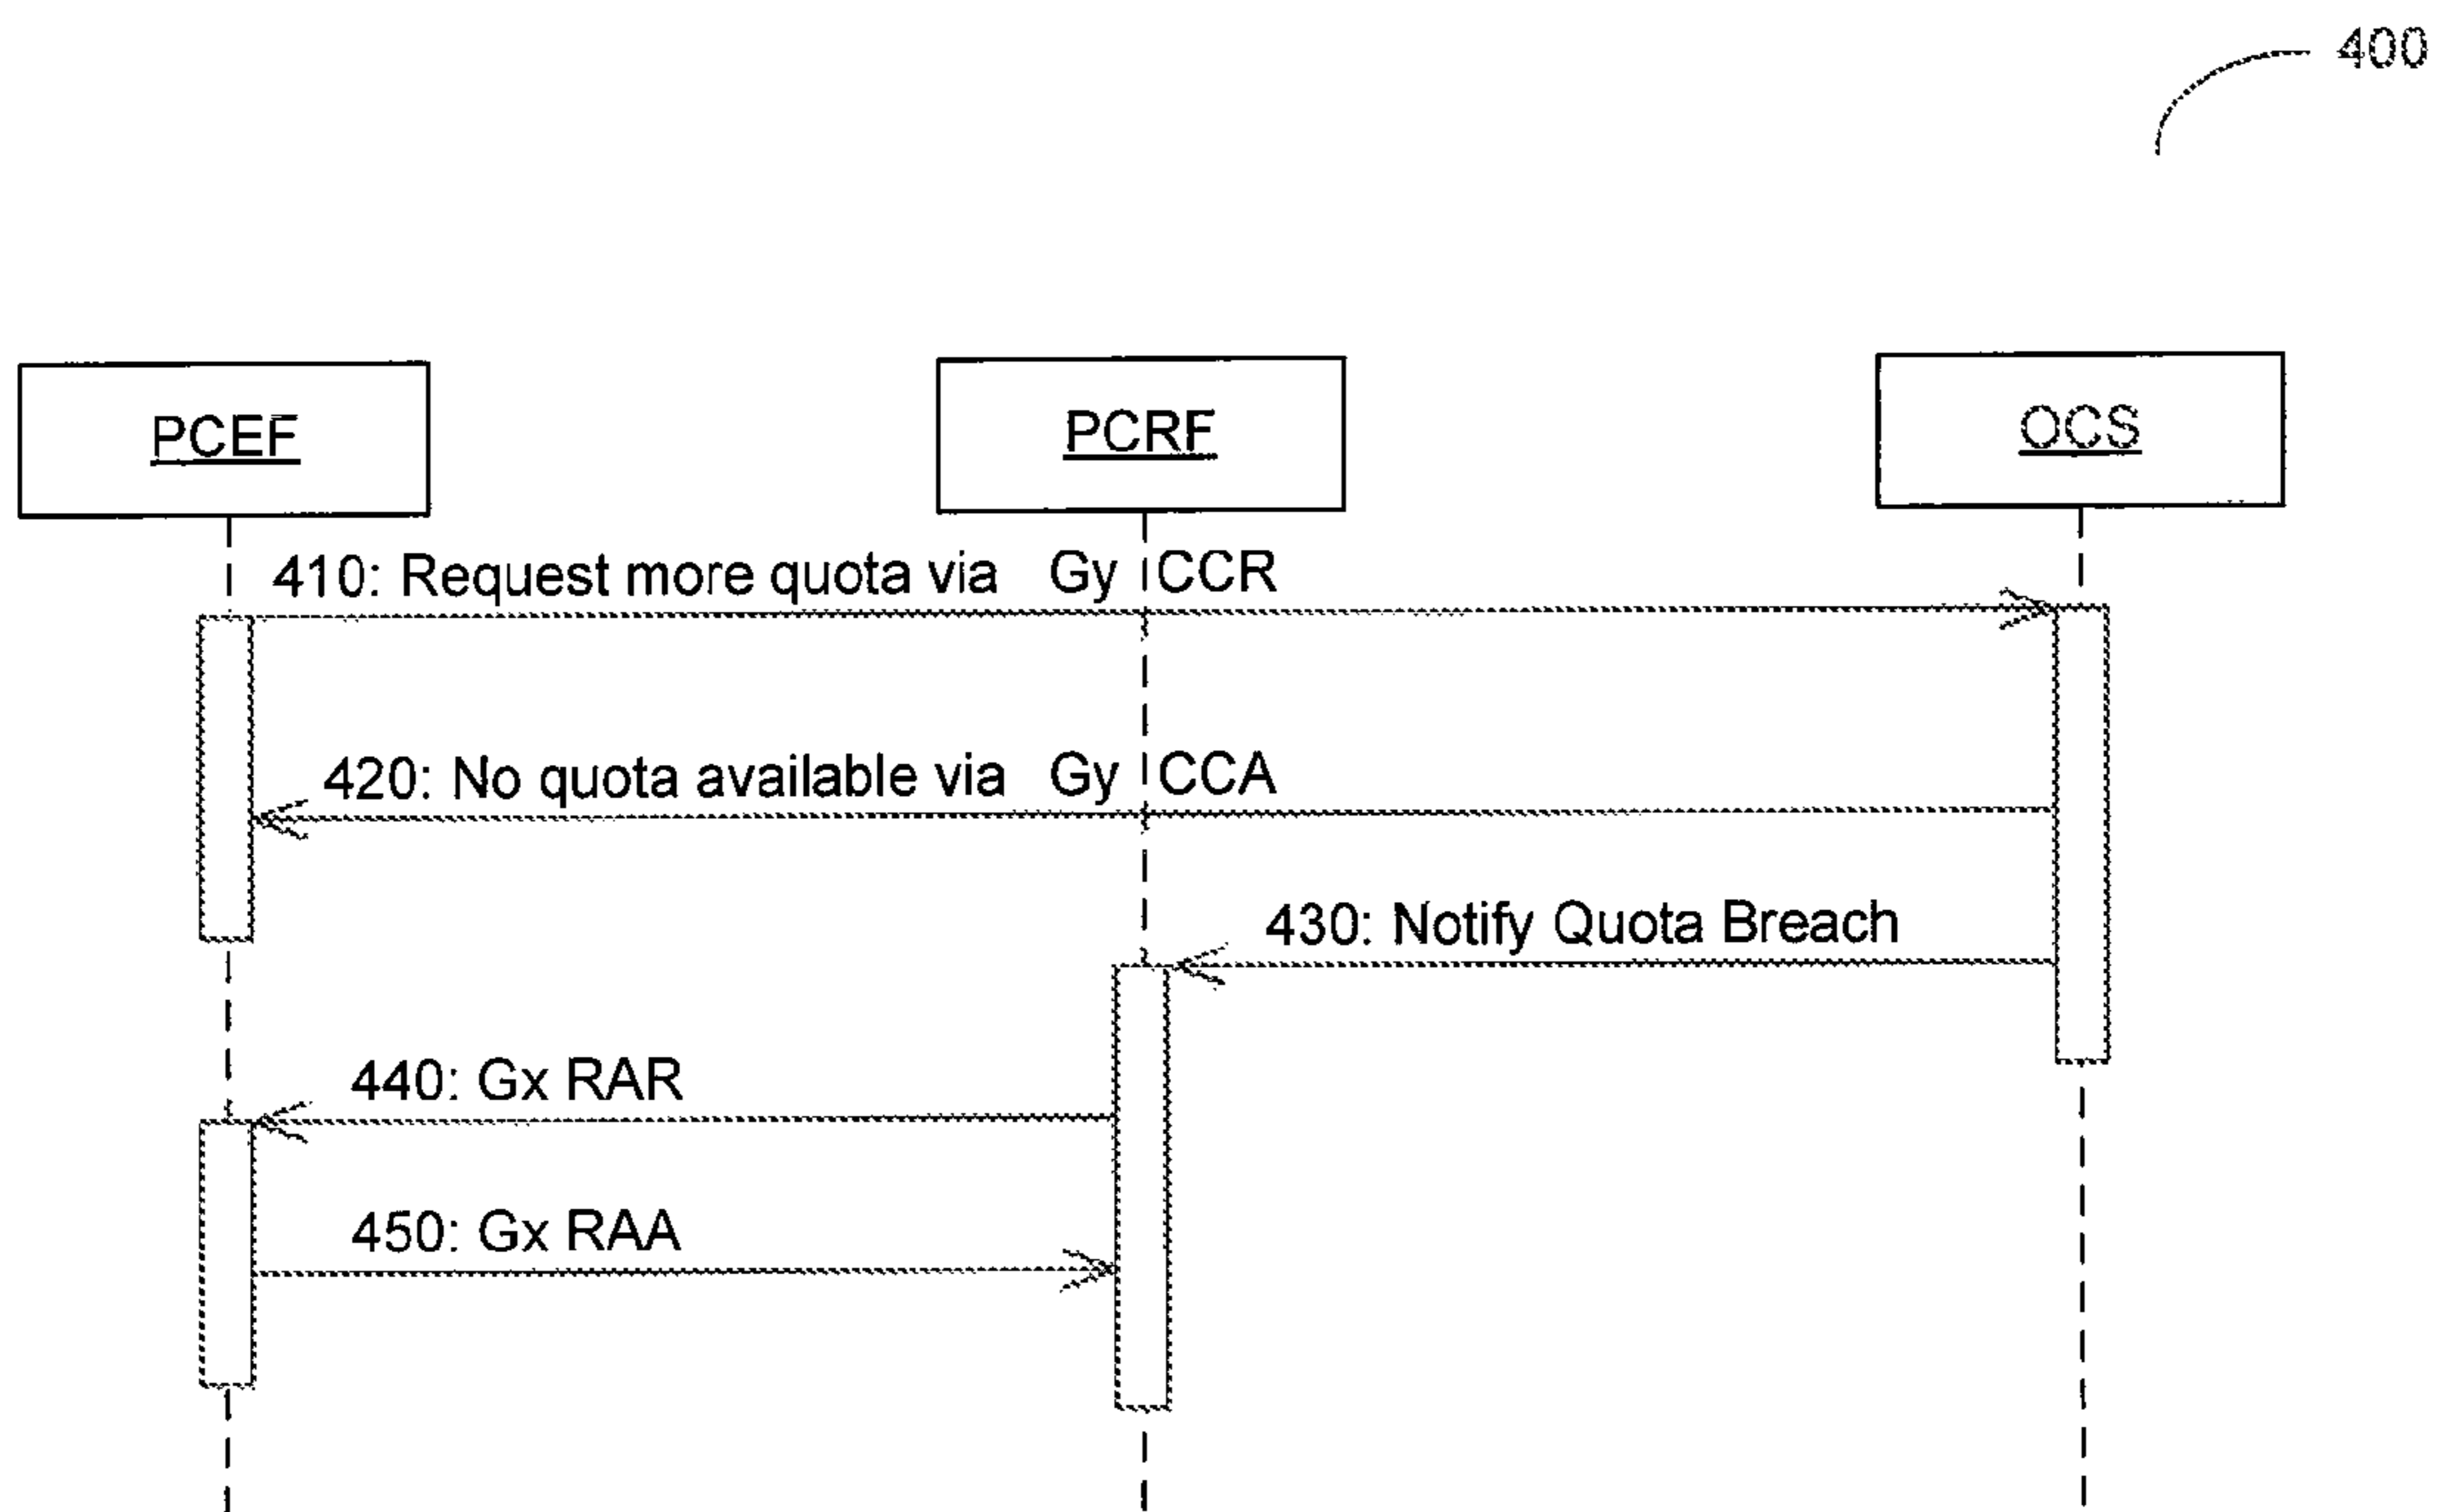 400
PCEF
PCRF
OCS
410: Request more quota via Gy CCR
420: No quota available via Gy CCA
430: Notify Quota Breach
440: Gx RAR
450: Gx RAA